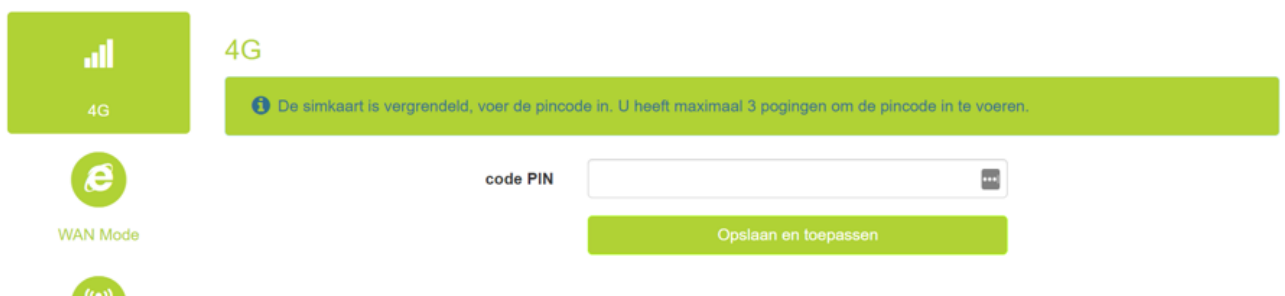 4G
4G
De simkaart is vergrendeld, voer de pincode in. U heeft maximaal 3 pogingen om de pincode in te voeren.
code PIN
Opslaan en toepassen
WAN Mode